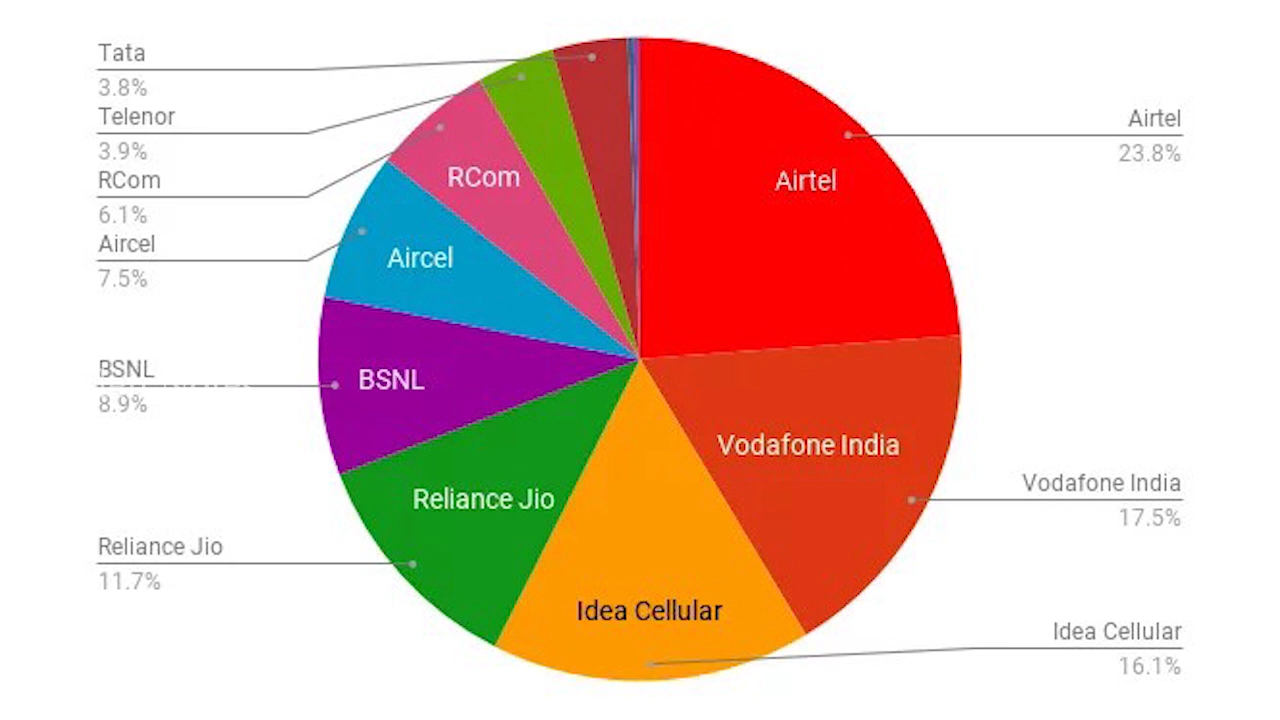 Tata
3.8%
Telenor
3.9%
RCom
6.1%
Aircel
7.5%
BSNL
8.9%
Reliance Jio
11.7%
Airtel
23.8%
Vodafone India
17.5%
Idea Cellular
16.1%
RCom
Airtel
Aircel
BSNL
Vodafone India
Reliance Jio
Idea Cellular